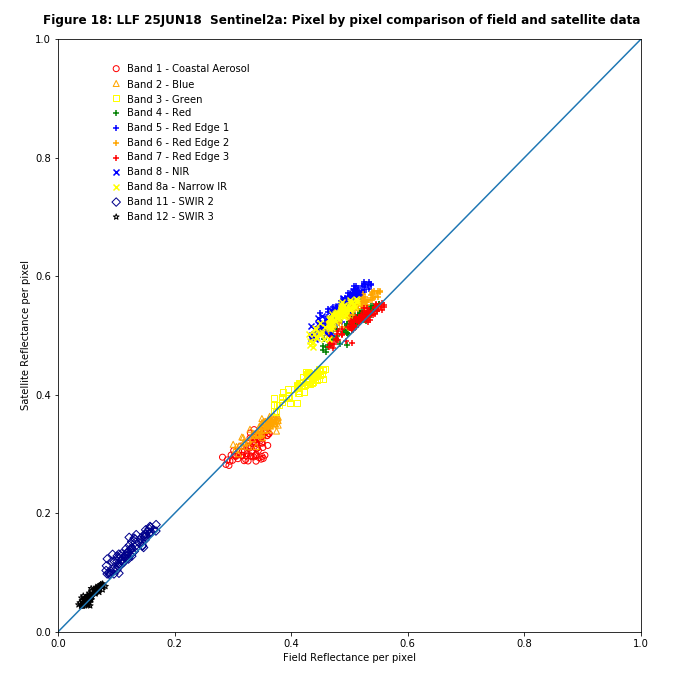 Figure 18: LLF 25JUN18  Sentinel2a: Pixel by pixel comparison of field and satellite data
1.0
0.8
0.6
0.4
0.2
0.0
Satellite Reflectance per pixel
Band 1 - Coastal Aerosol
Band 2 - Blue
Band 3 - Green
Band 4 - Red
Band 5 - Red Edge 1
Band 6 - Red Edge 2
Band 7 - Red Edge 3
Band 8 - NIR
Band 8a - Narrow IR
Band 11 - SWIR 2
Band 12 - SWIR 3
0.0 0.2 0.4 0.6 0.8 1.0
Field Reflectance per pixel